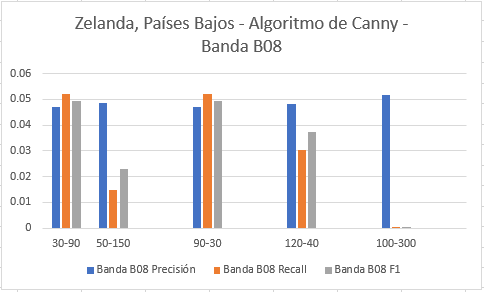 Zelanda, Países Bajos - Algoritmo de Canny -
Banda B08
0.06
0.05
0.04
0.03
0.02
0.01
0
30-90 50-150 90-30 120-40 100-300
Banda B08 Precisión Banda B08 Recall Banda B08 F1